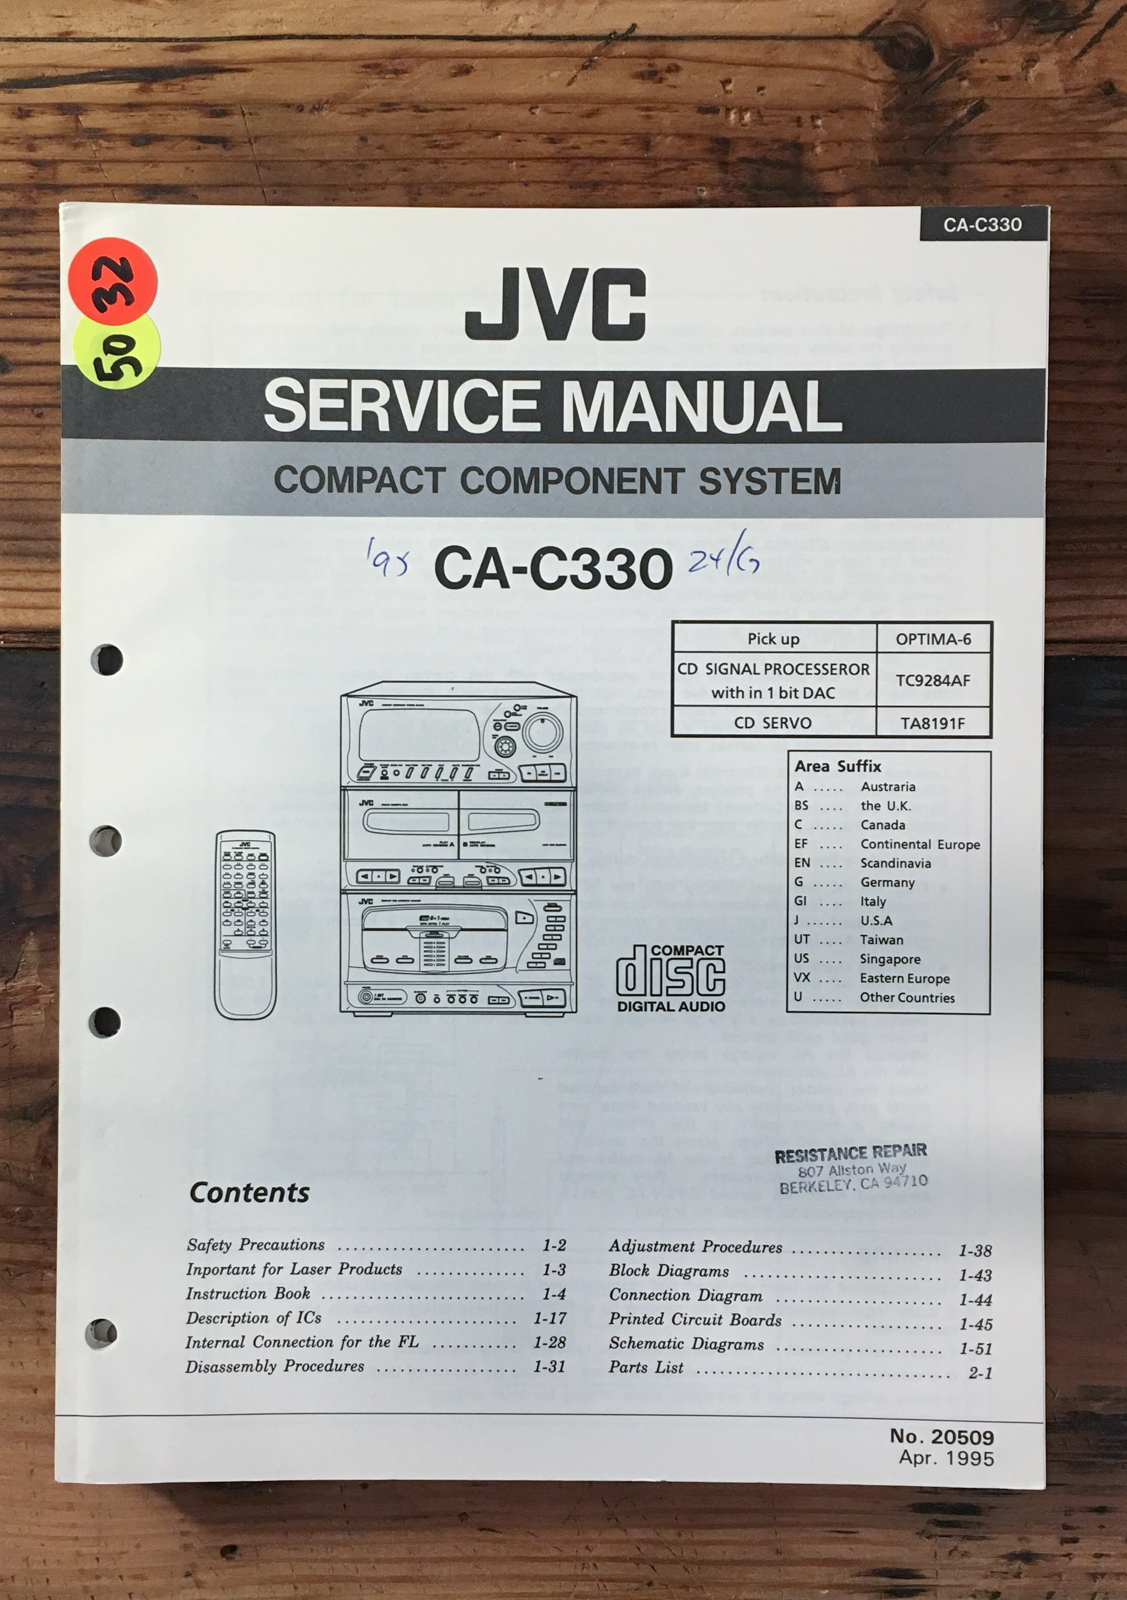 CA-C330
32
50
JVC
SERVICE MANUAL
COMPACT COMPONENT SYSTEM
CA-C330
Pick up OPTIMA-6
CD SIGNAL PROCESSEROR with in 1 bit DAC TC9284AF
CD SERVO TA8191F
Area Suffix
A ..... Austraria
BS .... the U.K.
C ..... Canada
EF .... Continental Europe
EN .... Scandinavia
G ..... Germany
GI .... Italy
J ...... U.S.A
UT .... Taiwan
US .... Singapore
VX .... Eastern Europe
U ..... Other Countries
JVC
JVC
JVC
JVC
COMPACT
disc
DIGITAL AUDIO
RESISTANCE REPAIR
807 Allston Way
BERKELEY, CA 94710
Contents
Safety Precautions ........................ 1-2
Inportant for Laser Products .............. 1-3
Instruction Book .......................... 1-4
Description of ICs ........................ 1-17
Internal Connection for the FL ........... 1-28
Disassembly Procedures .................. 1-31
Adjustment Procedures ................... 1-38
Block Diagrams ......................... 1-43
Connection Diagram ..................... 1-44
Printed Circuit Boards ................... 1-45
Schematic Diagrams ..................... 1-51
Parts List ................................ 2-1
No. 20509
Apr. 1995